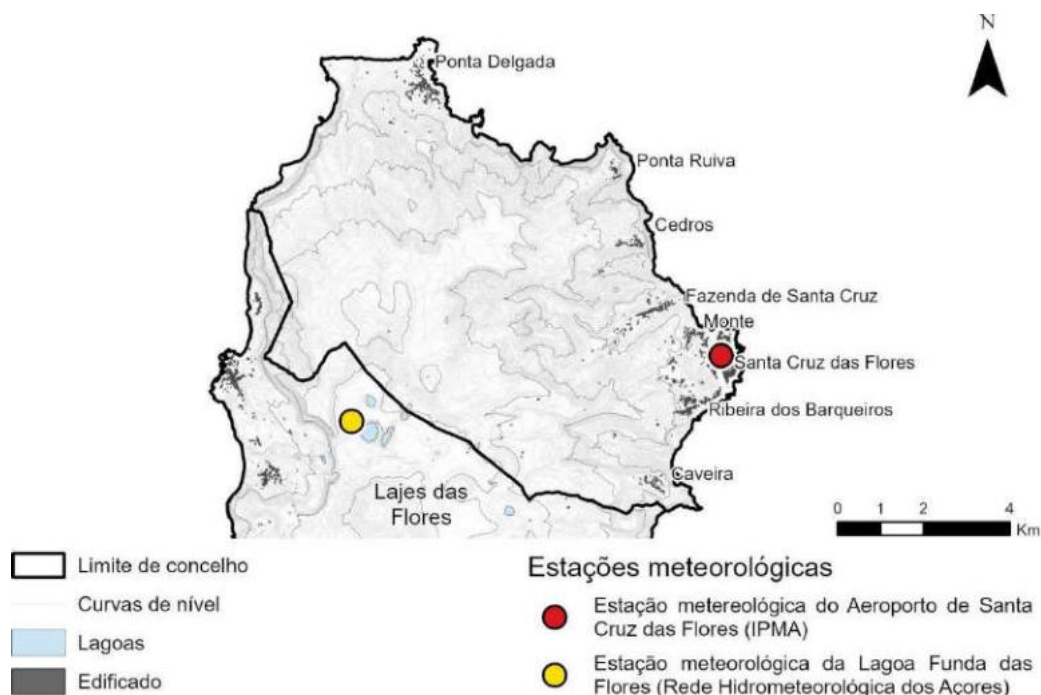 N
Ponta Delgada
Ponta Ruiva
Cedros
Fazenda de Santa Cruz
Monte
Santa Cruz das Flores
Ribeira dos Barqueiros
Caveira
Lajes das
Flores
0 1 2 4
Km
Limite de concelho
Curvas de nível
Lagoas
Edificado
Estações meteorológicas
Estação metereológica do Aeroporto de Santa
Cruz das Flores (IPMA)
Estação meteorológica da Lagoa Funda das
Flores (Rede Hidrometeorológica dos Açores)